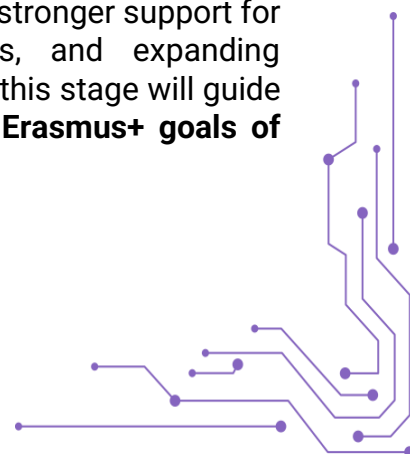 stronger support for
s, and expanding
this stage will guide
Erasmus+ goals of